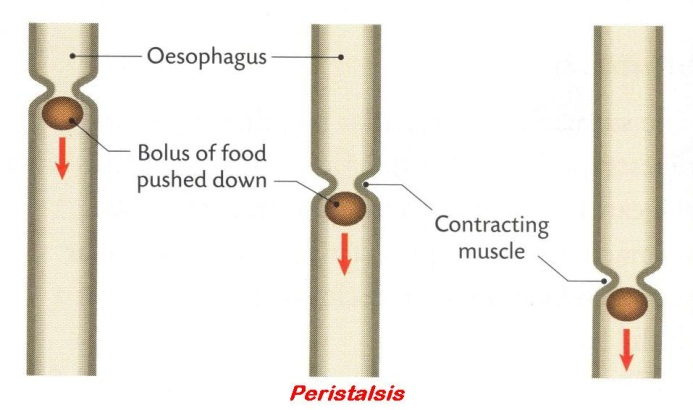 Oesophagus
Bolus of food
pushed down
Contracting
muscle
Peristalsis